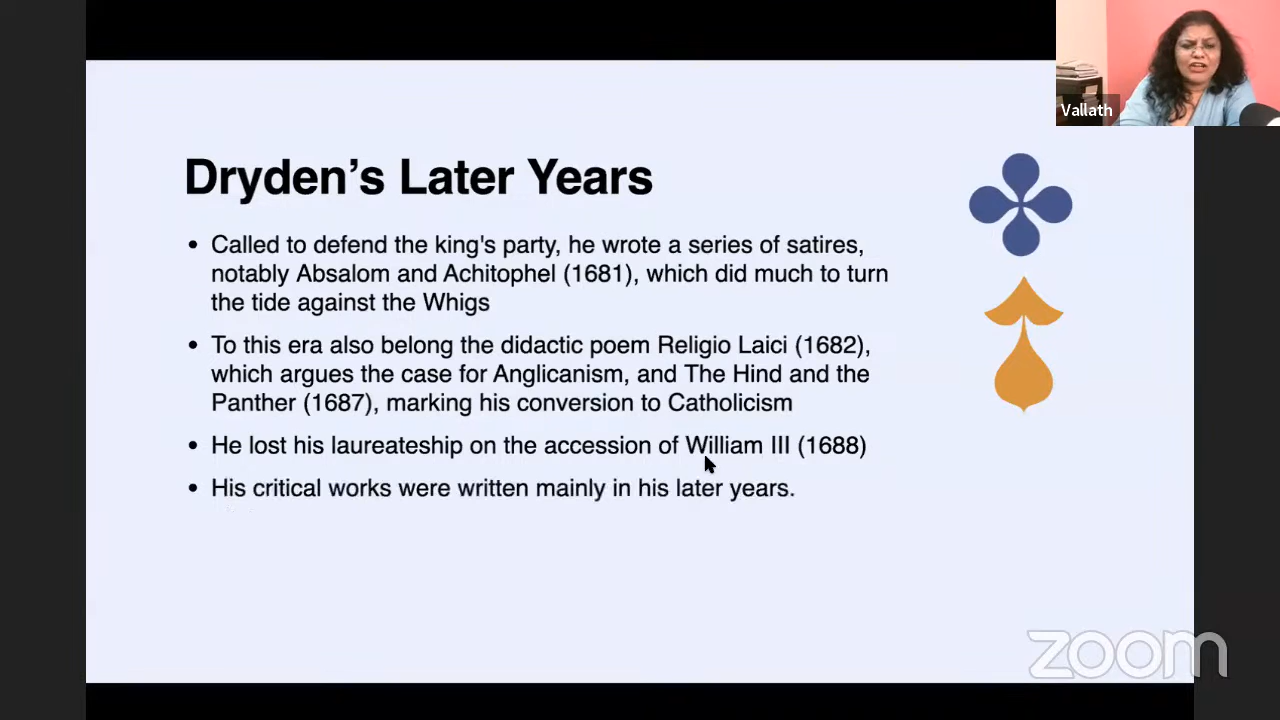 Vallath
Dryden's Later Years
• Called to defend the king's party, he wrote a series of satires,
notably Absalom and Achitophel (1681), which did much to turn
the tide against the Whigs
• To this era also belong the didactic poem Religio Laici (1682),
which argues the case for Anglicanism, and The Hind and the
Panther (1687), marking his conversion to Catholicism
• He lost his laureateship on the accession of William III (1688)
• His critical works were written mainly in his later years.
zoom